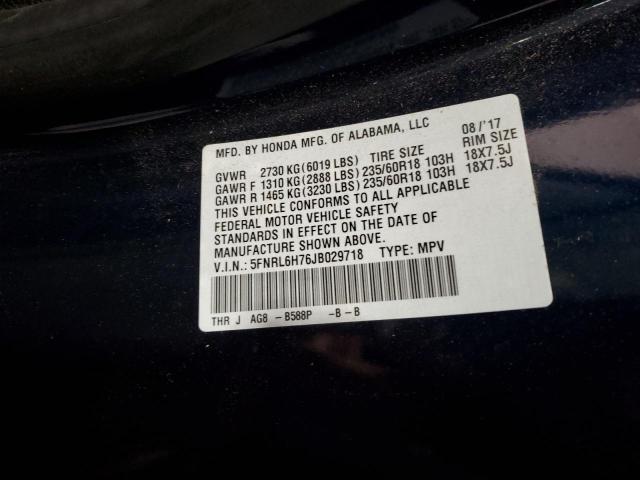 MFD. BY HONDA MFG. OF ALABAMA, LLC 08/'17
GVWR 2730 KG(6019 LBS) TIRE SIZE RIM SIZE
GAWR F 1310 KG(2888 LBS)235/60R18 103H 18X7.5J
GAWR R 1465 KG(3230 LBS)235/60R18 103H 18X7.5J
THIS VEHICLE CONFORMS TO ALL APPLICABLE
FEDERAL MOTOR VEHICLE SAFETY
STANDARDS IN EFFECT ON THE DATE OF
MANUFACTURE SHOWN ABOVE.
V.I.N.: 5FNRL6H76JB029718 TYPE: MPV
THR J AG8 -B588P -B -B